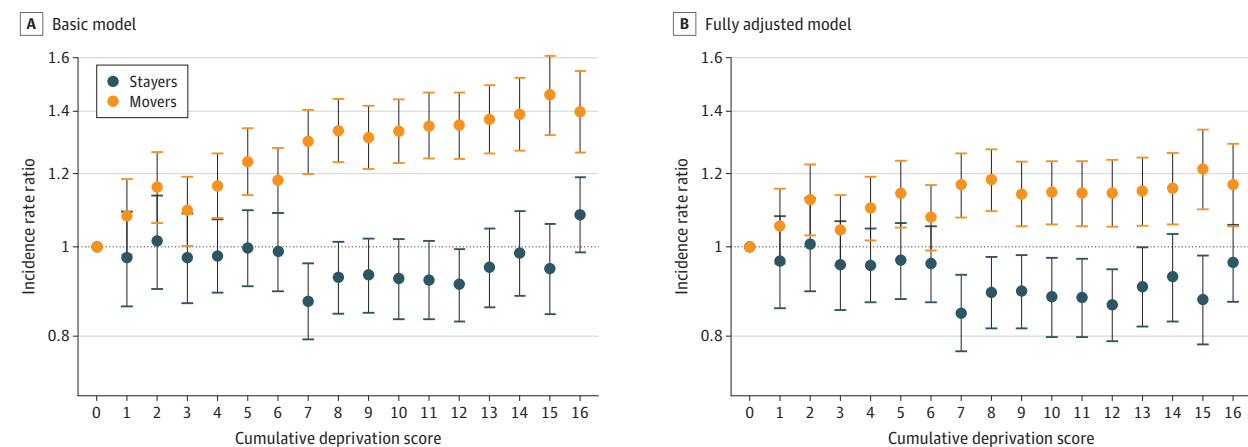 A Basic model
1.6
1.4
1.2
1
0.8
Incidence rate ratio
Stayers
Movers
0 1 2 3 4 5 6 7 8 9 10 11 12 13 14 15 16
Cumulative deprivation score
B Fully adjusted model
1.6
1.4
1.2
1
0.8
Incidence rate ratio
0 1 2 3 4 5 6 7 8 9 10 11 12 13 14 15 16
Cumulative deprivation score